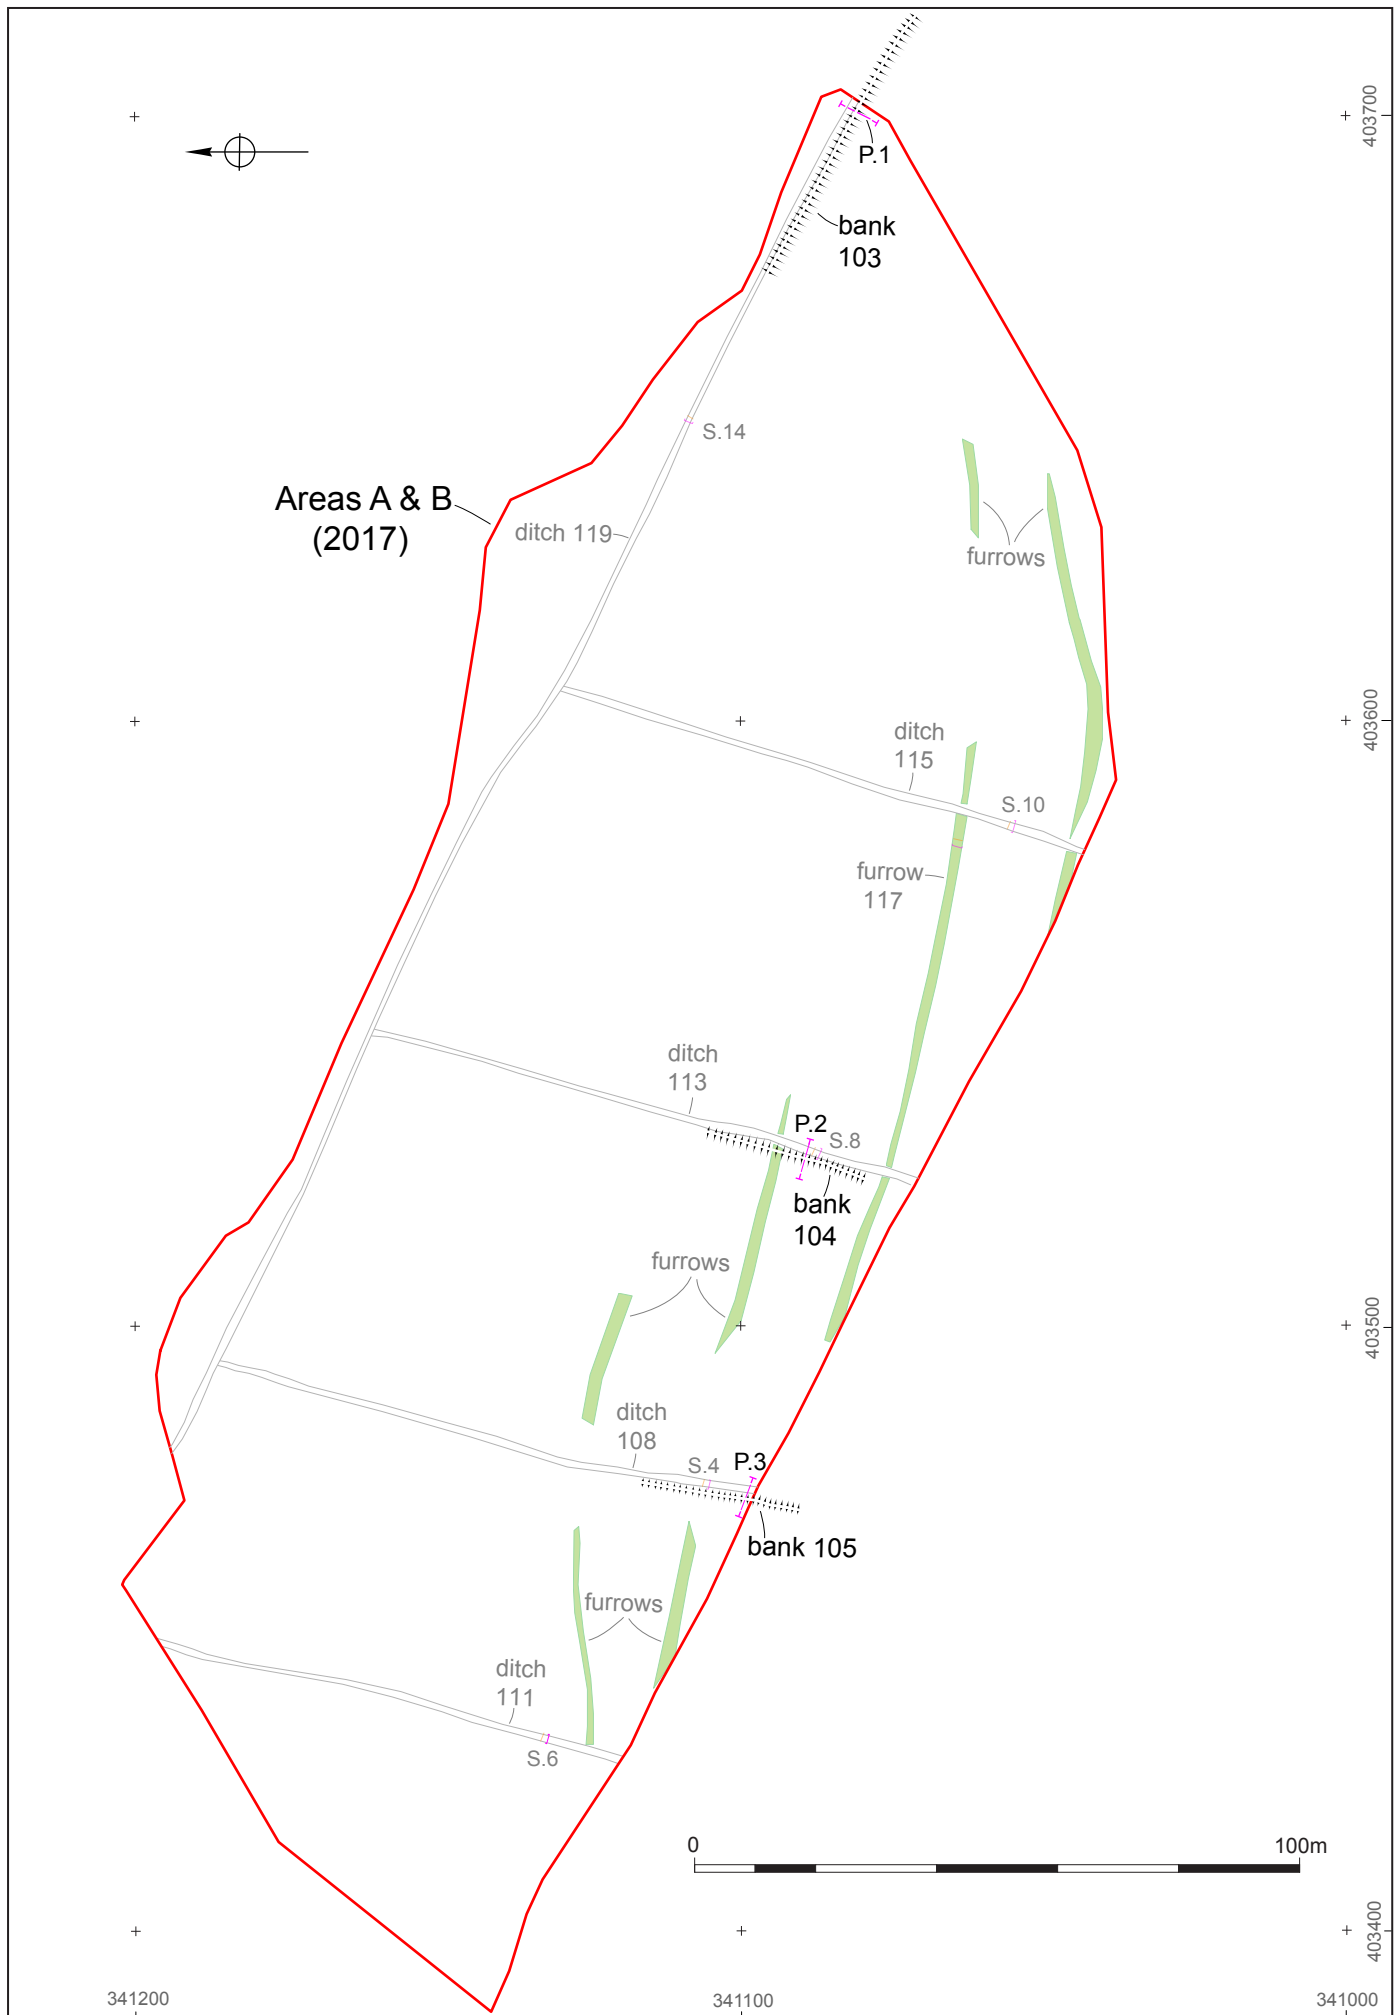 403700
P.1
bank
103
S.14
Areas A & B
(2017)
ditch 119
furrows
403600
ditch
115
S.10
furrow
117
ditch
113
P.2
S.8
bank
104
furrows
403500
ditch
108
S.4
P.3
bank 105
furrows
ditch
111
S.6
0
100m
403400
341200
341100
341000